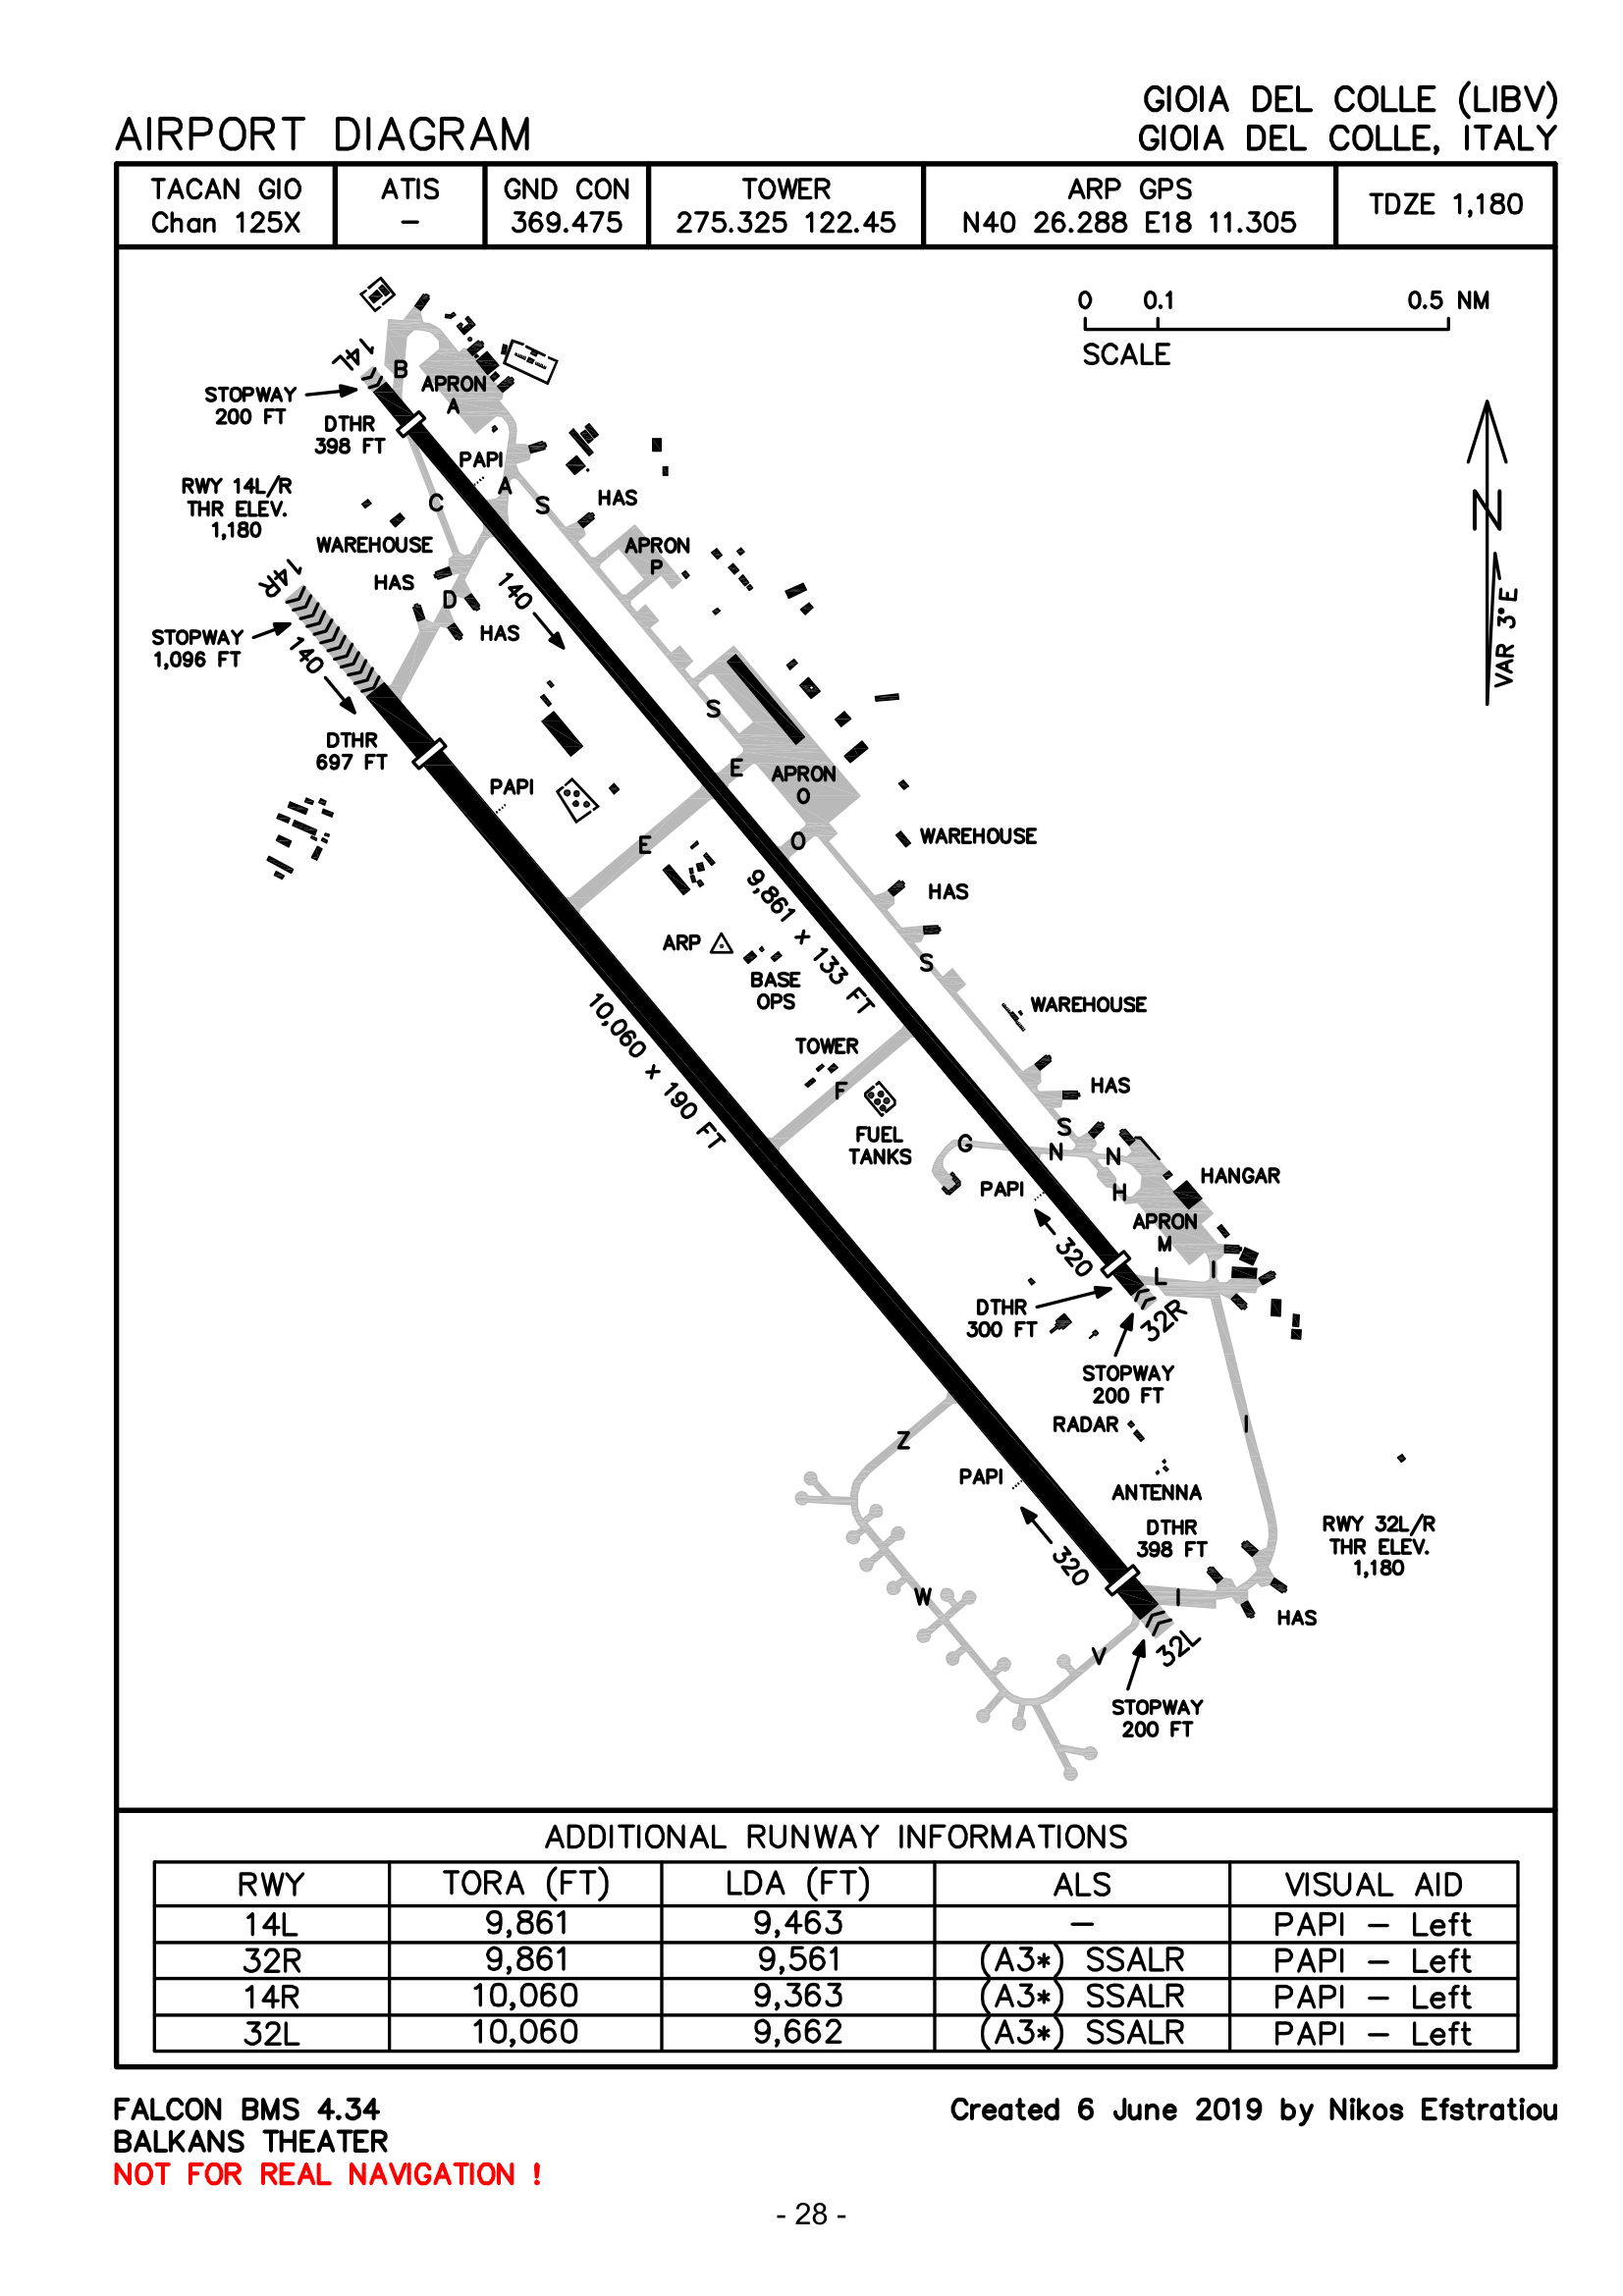 AIRPORT DIAGRAM
GIOIA DEL COLLE (LIBV)
GIOIA DEL COLLE, ITALY
TACAN GIO
Chan 125X
ATIS
–
GND CON
369.475
TOWER
275.325 122.45
ARP GPS
N40 26.288 E18 11.305
TDZE 1,180
0 0.1 0.5 NM
SCALE
N
VAR 3°E
14L
STOPWAY
200 FT
B
APRON
A
DTHR
398 FT
PAPI
A
S
C
HAS
RWY 14L/R
THR ELEV.
1,180
WAREHOUSE
APRON
P
HAS
D
HAS
140
14R
STOPWAY
1,096 FT
140
S
DTHR
697 FT
PAPI
E
APRON
O
O
E
WAREHOUSE
9,861 x 133 FT
HAS
ARP
BASE
OPS
S
10,060 x 190 FT
WAREHOUSE
TOWER
F
HAS
FUEL
TANKS
S
G
N
N
HANGAR
PAPI
H
APRON
M
320
L
I
DTHR
300 FT
32R
STOPWAY
200 FT
RADAR
I
Z
PAPI
ANTENNA
DTHR
398 FT
RWY 32L/R
THR ELEV.
1,180
320
W
I
HAS
32L
V
STOPWAY
200 FT
ADDITIONAL RUNWAY INFORMATIONS
RWY TORA (FT) LDA (FT) ALS VISUAL AID
14L 9,861 9,463 – PAPI – Left
32R 9,861 9,561 (A3*) SSALR PAPI – Left
14R 10,060 9,363 (A3*) SSALR PAPI – Left
32L 10,060 9,662 (A3*) SSALR PAPI – Left
FALCON BMS 4.34
BALKANS THEATER
NOT FOR REAL NAVIGATION !
Created 6 June 2019 by Nikos Efstratiou
- 28 -